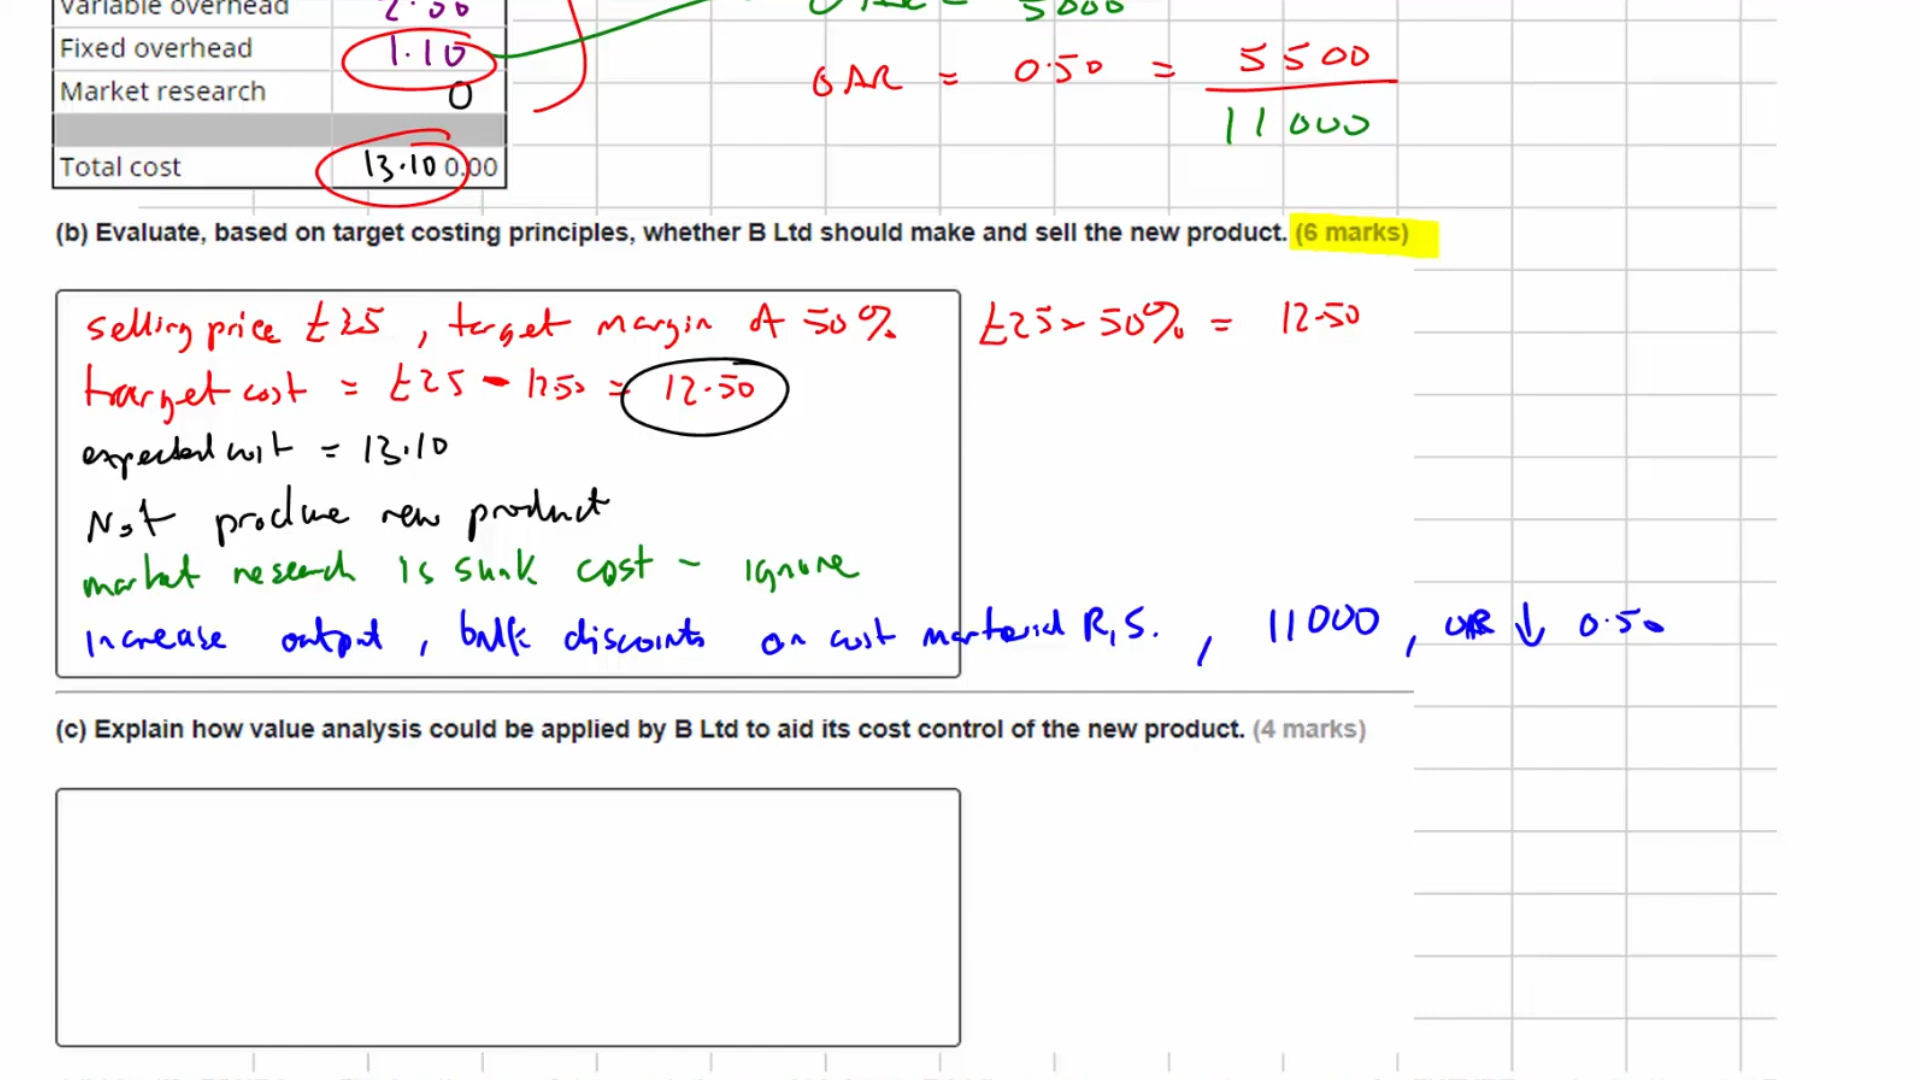 Variable overhead 2.00
Fixed overhead 1.10
Market research 0
Total cost 13.10 0.00
5000
OAR = 0.50 = 5500
11000
(b) Evaluate, based on target costing principles, whether B Ltd should make and sell the new product. (6 marks)
selling price £25, target margin of 50% £25 × 50% = 12.50
target cost = £25 - 12.50 = 12.50
expected cost = 13.10
Not produce new product
market research is sunk cost - ignore
Increase output, bulk discounts on cost material R, S. , 11000, OAR ↓ 0.50
(c) Explain how value analysis could be applied by B Ltd to aid its cost control of the new product. (4 marks)